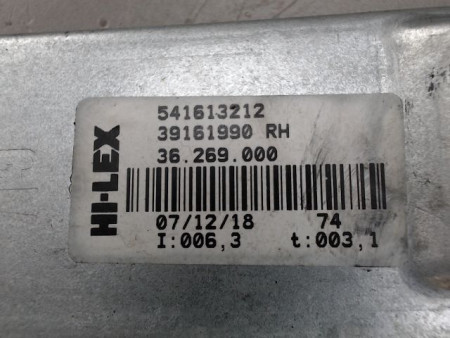 HI-LEX
541613212
39161990 RH
36.269.000
07/12/18 74
I:006,3 t:003,1